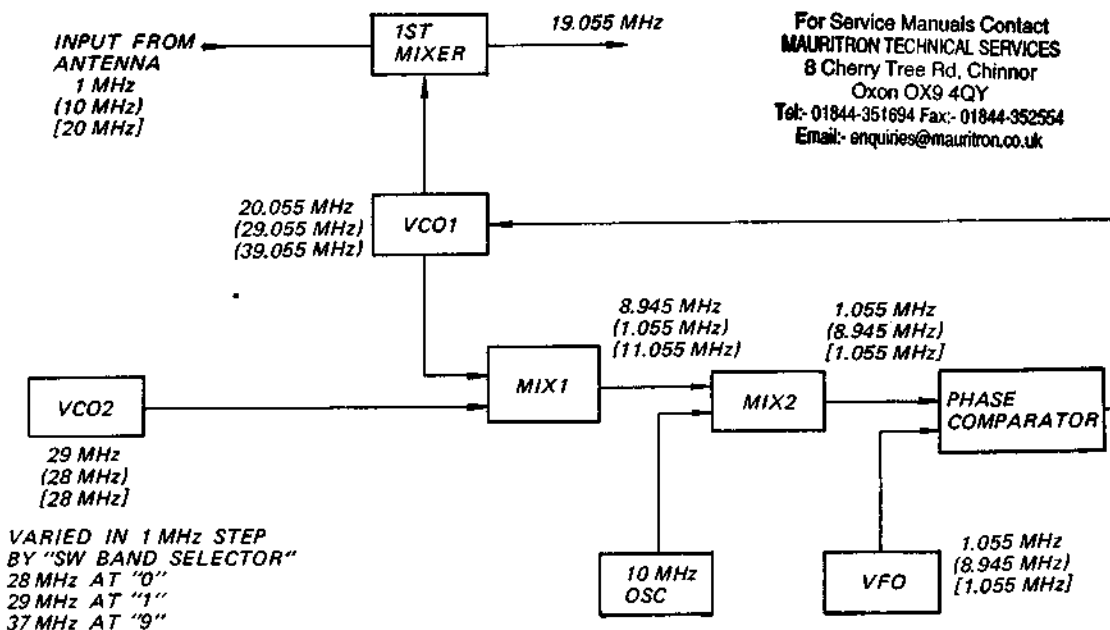 INPUT FROM
ANTENNA
1 MHz
(10 MHz)
[20 MHz]
1ST
MIXER
19.055 MHz
For Service Manuals Contact
MAURITRON TECHNICAL SERVICES
8 Cherry Tree Rd, Chinnor
Oxon OX9 4QY
Tel:- 01844-351694 Fax:- 01844-352554
Email:- enquiries@mauritron.co.uk
20.055 MHz
(29.055 MHz)
(39.055 MHz)
VCO1
8.945 MHz
(1.055 MHz)
(11.055 MHz)
1.055 MHz
(8.945 MHz)
[1.055 MHz]
VCO2
MIX1
MIX2
PHASE
COMPARATOR
29 MHz
(28 MHz)
[28 MHz]
VARIED IN 1 MHz STEP
BY "SW BAND SELECTOR"
28 MHz AT "0"
29 MHz AT "1"
37 MHz AT "9"
10 MHz
OSC
VFO
1.055 MHz
(8.945 MHz)
[1.055 MHz]